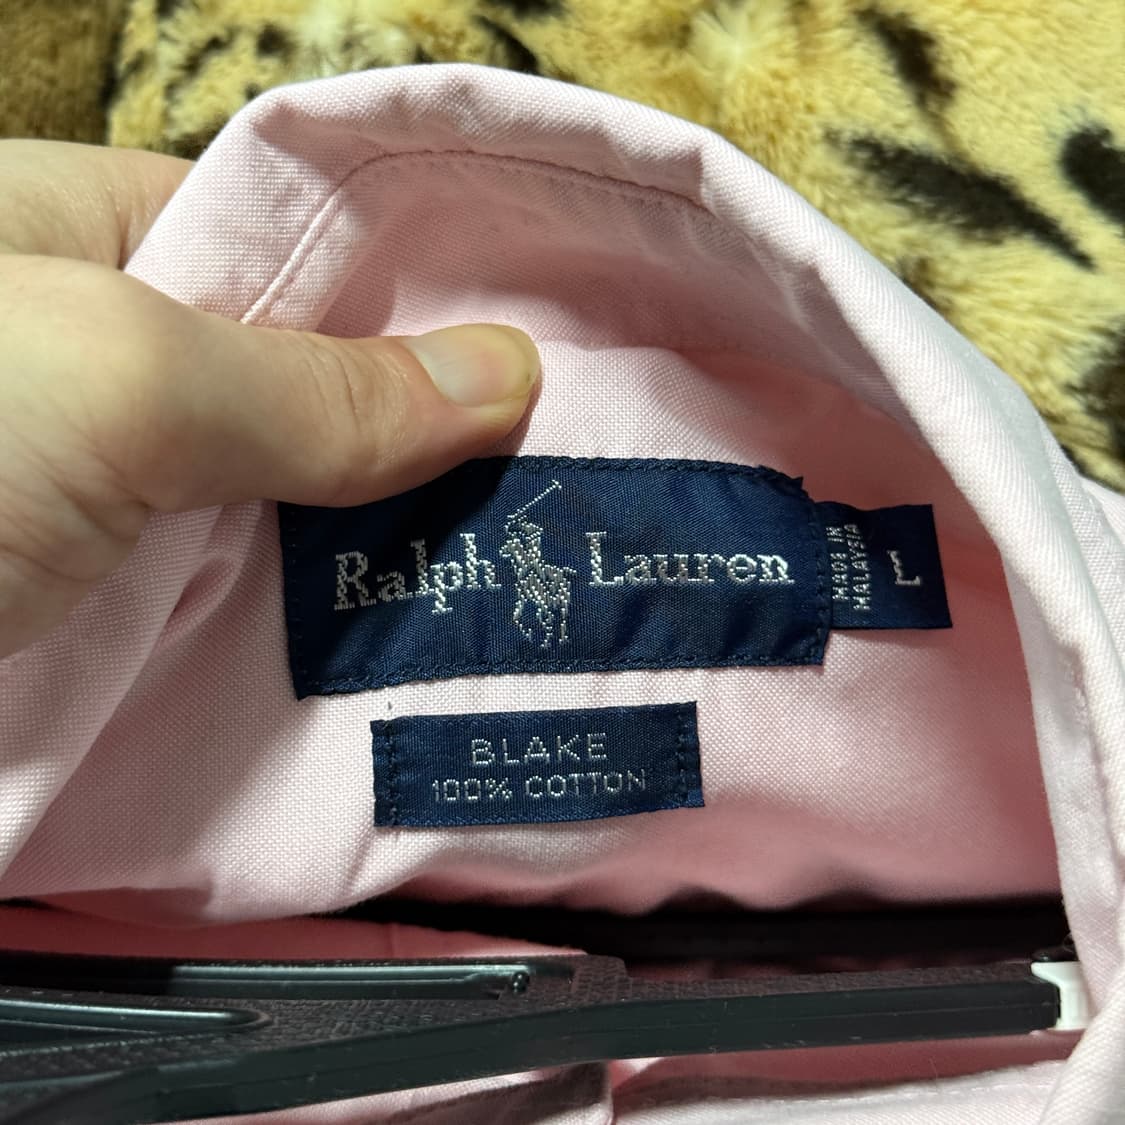 Ralph Lauren
MADE IN
MALAYSIA
L
BLAKE
100% COTTON